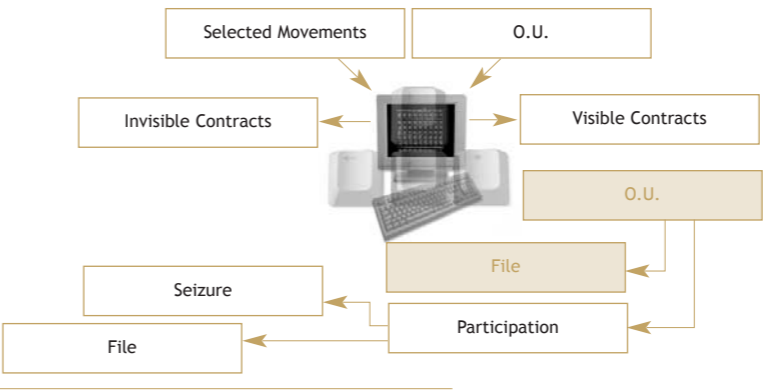 Selected Movements
O.U.
Invisible Contracts
Visible Contracts
O.U.
File
Seizure
Participation
File